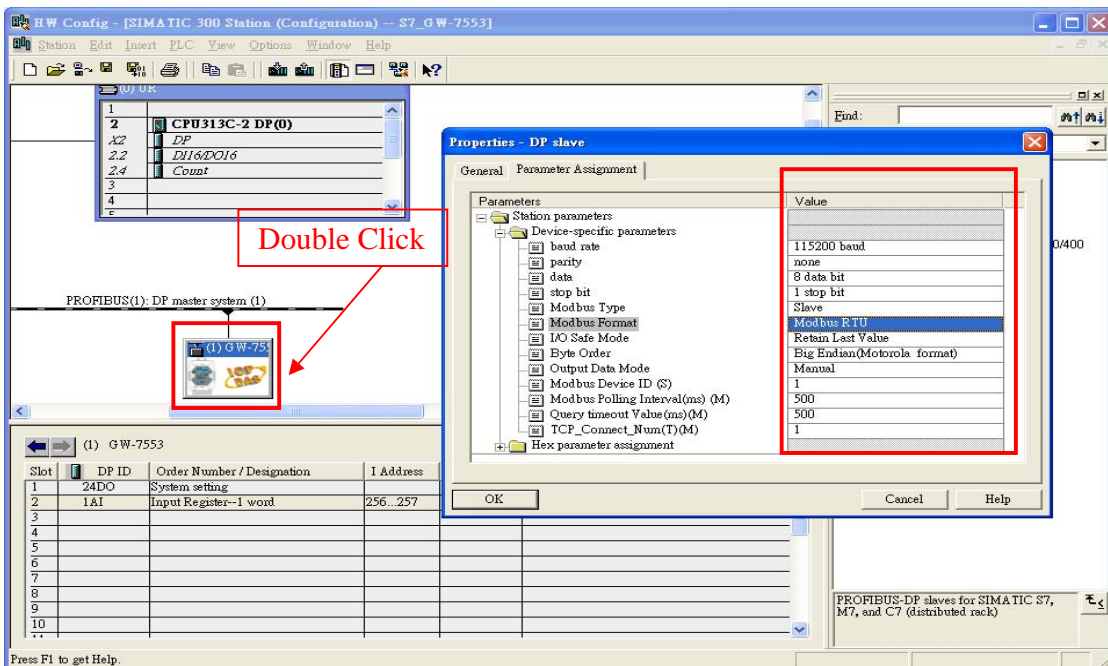 HW Config - [SIMATIC 300 Station (Configuration) -- S7_GW-7553]
Station Edit Insert PLC View Options Window Help
(0) UR
1
2 CPU313C-2 DP(0)
X2 DP
2.2 DI16/DO16
2.4 Count
3
4
Find:
Double Click
PROFIBUS(1): DP master system (1)
(1) GW-755
ICP DAS
Properties - DP slave
General Parameter Assignment
Parameters Value
Station parameters
Device-specific parameters
baud rate 115200 baud
parity none
data 8 data bit
stop bit 1 stop bit
Modbus Type Slave
Modbus Format Modbus RTU
I/O Safe Mode Retain Last Value
Byte Order Big Endian(Motorola format)
Output Data Mode Manual
Modbus Device ID (S) 1
Modbus Polling Interval(ms) (M) 500
Query timeout Value(ms)(M) 500
TCP_Connect_Num(T)(M) 1
Hex parameter assignment
OK Cancel Help
0/400
(1) GW-7553
Slot DP ID Order Number / Designation I Address
1 24DO System setting
2 1AI Input Register--1 word 256...257
3
4
5
6
7
8
9
10
PROFIBUS-DP slaves for SIMATIC S7,
M7, and C7 (distributed rack)
Press F1 to get Help.